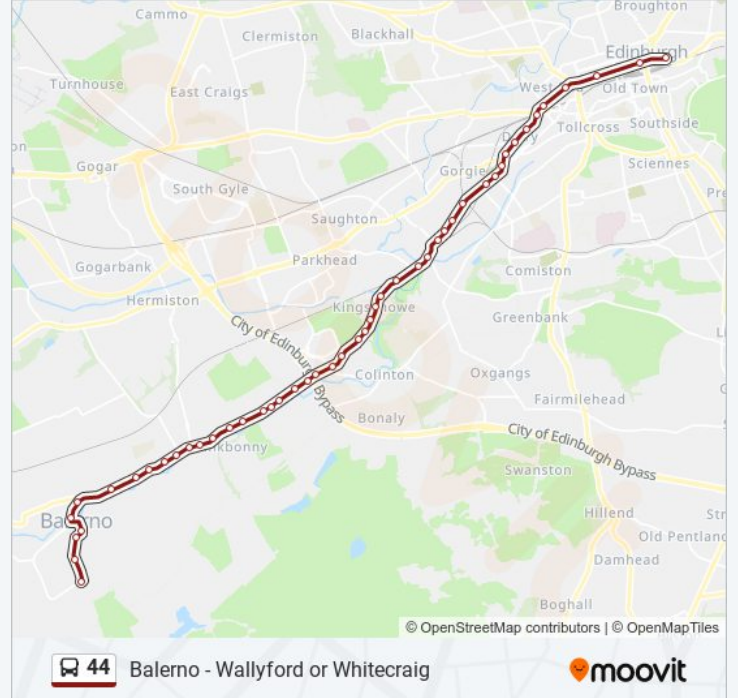 Broughton
Cammo
Clermiston
Blackhall
Edinburgh
Turnhouse
East Craigs
West
Old Town
Tollcross
Southside
Gogar
Gorgie
Sciennes
South Gyle
Saughton
Gogarbank
Parkhead
Comiston
Hermiston
Greenbank
City of Edinburgh Bypass
Colinton
Oxgangs
Fairmilehead
Bonaly
City of Edinburgh Bypass
Swanston
Balerno
Hillend
Old Pentland
Damhead
Boghall
© OpenStreetMap contributors | © OpenMapTiles
44 Balerno - Wallyford or Whitecraig
moovit